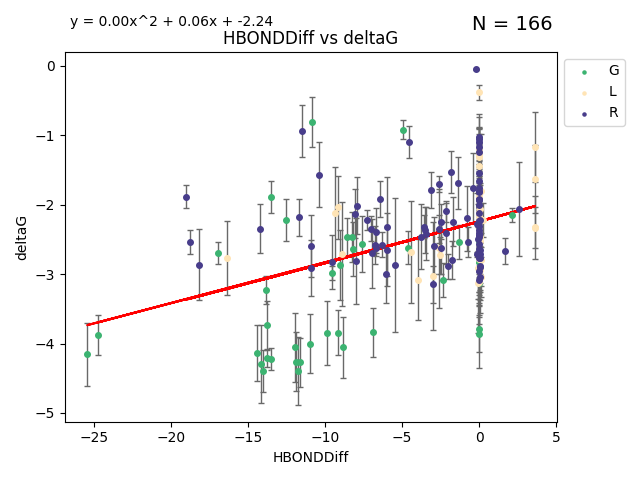 y = 0.00x^2 + 0.06x + -2.24
N = 166
HBONDDiff vs deltaG
G
L
R
deltaG
0
−1
−2
−3
−4
−5
−25
−20
−15
−10
−5
0
5
HBONDDiff